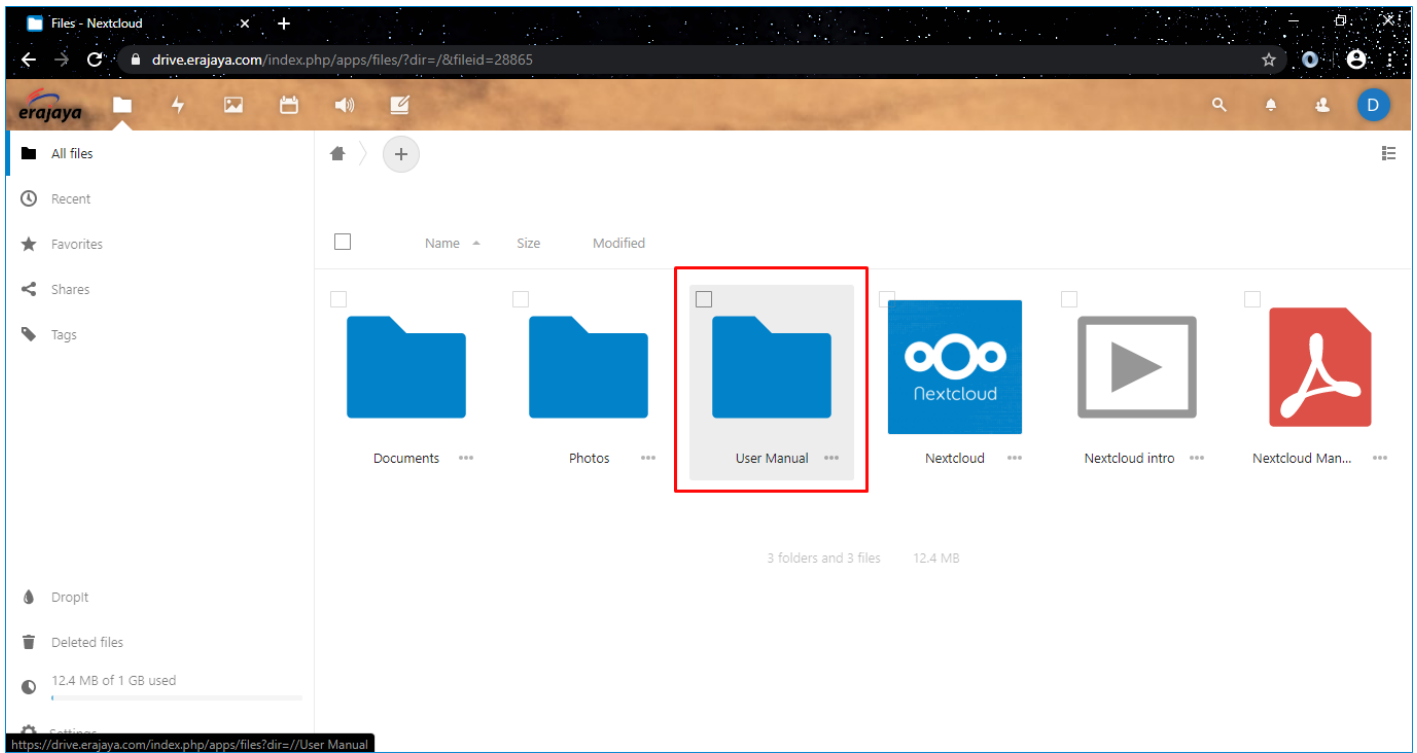 Files - Nextcloud
drive.erajaya.com/index.php/apps/files/?dir=/&fileid=28865
erajaya
D
All files
Recent
Favorites
Shares
Tags
Name Size Modified
Nextcloud
Documents
Photos
User Manual
Nextcloud
Nextcloud intro
Nextcloud Man...
3 folders and 3 files 12.4 MB
DropIt
Deleted files
12.4 MB of 1 GB used
Settings
https://drive.erajaya.com/index.php/apps/files?dir=//User Manual